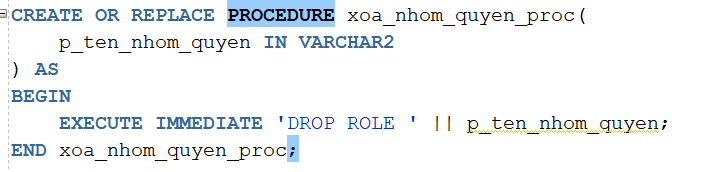 CREATE OR REPLACE PROCEDURE xoa_nhom_quyen_proc(
    p_ten_nhom_quyen IN VARCHAR2
) AS
BEGIN
    EXECUTE IMMEDIATE 'DROP ROLE ' || p_ten_nhom_quyen;
END xoa_nhom_quyen_proc;